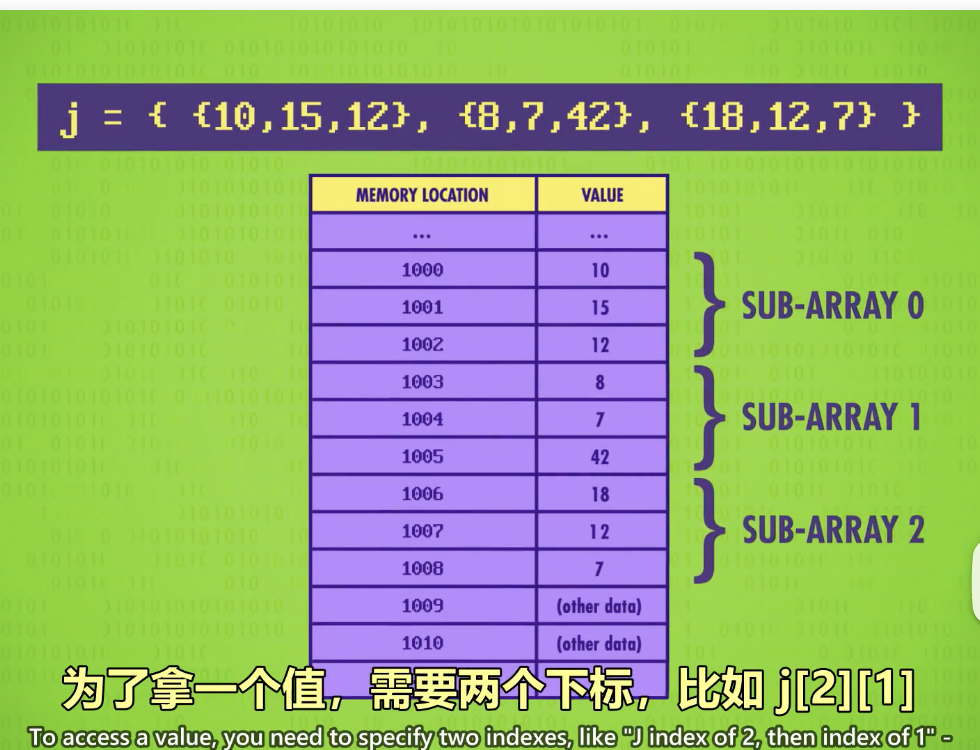 j = { {10,15,12}, {8,7,42}, {18,12,7} }
MEMORY LOCATION VALUE
... ...
1000 10
1001 15
1002 12
SUB-ARRAY 0
1003 8
1004 7
1005 42
SUB-ARRAY 1
1006 18
1007 12
1008 7
SUB-ARRAY 2
1009 (other data)
1010 (other data)
为了拿一个值，需要两个下标，比如 j[2][1]
To access a value, you need to specify two indexes, like "J index of 2, then index of 1" -